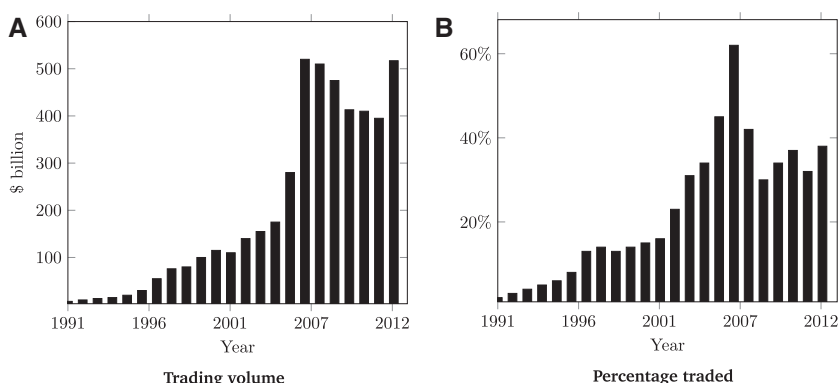 A
600
500
400
300
200
100
$ billion
1991 1996 2001 2007 2012
Year
Trading volume
B
60%
40%
20%
1991 1996 2001 2007 2012
Year
Percentage traded